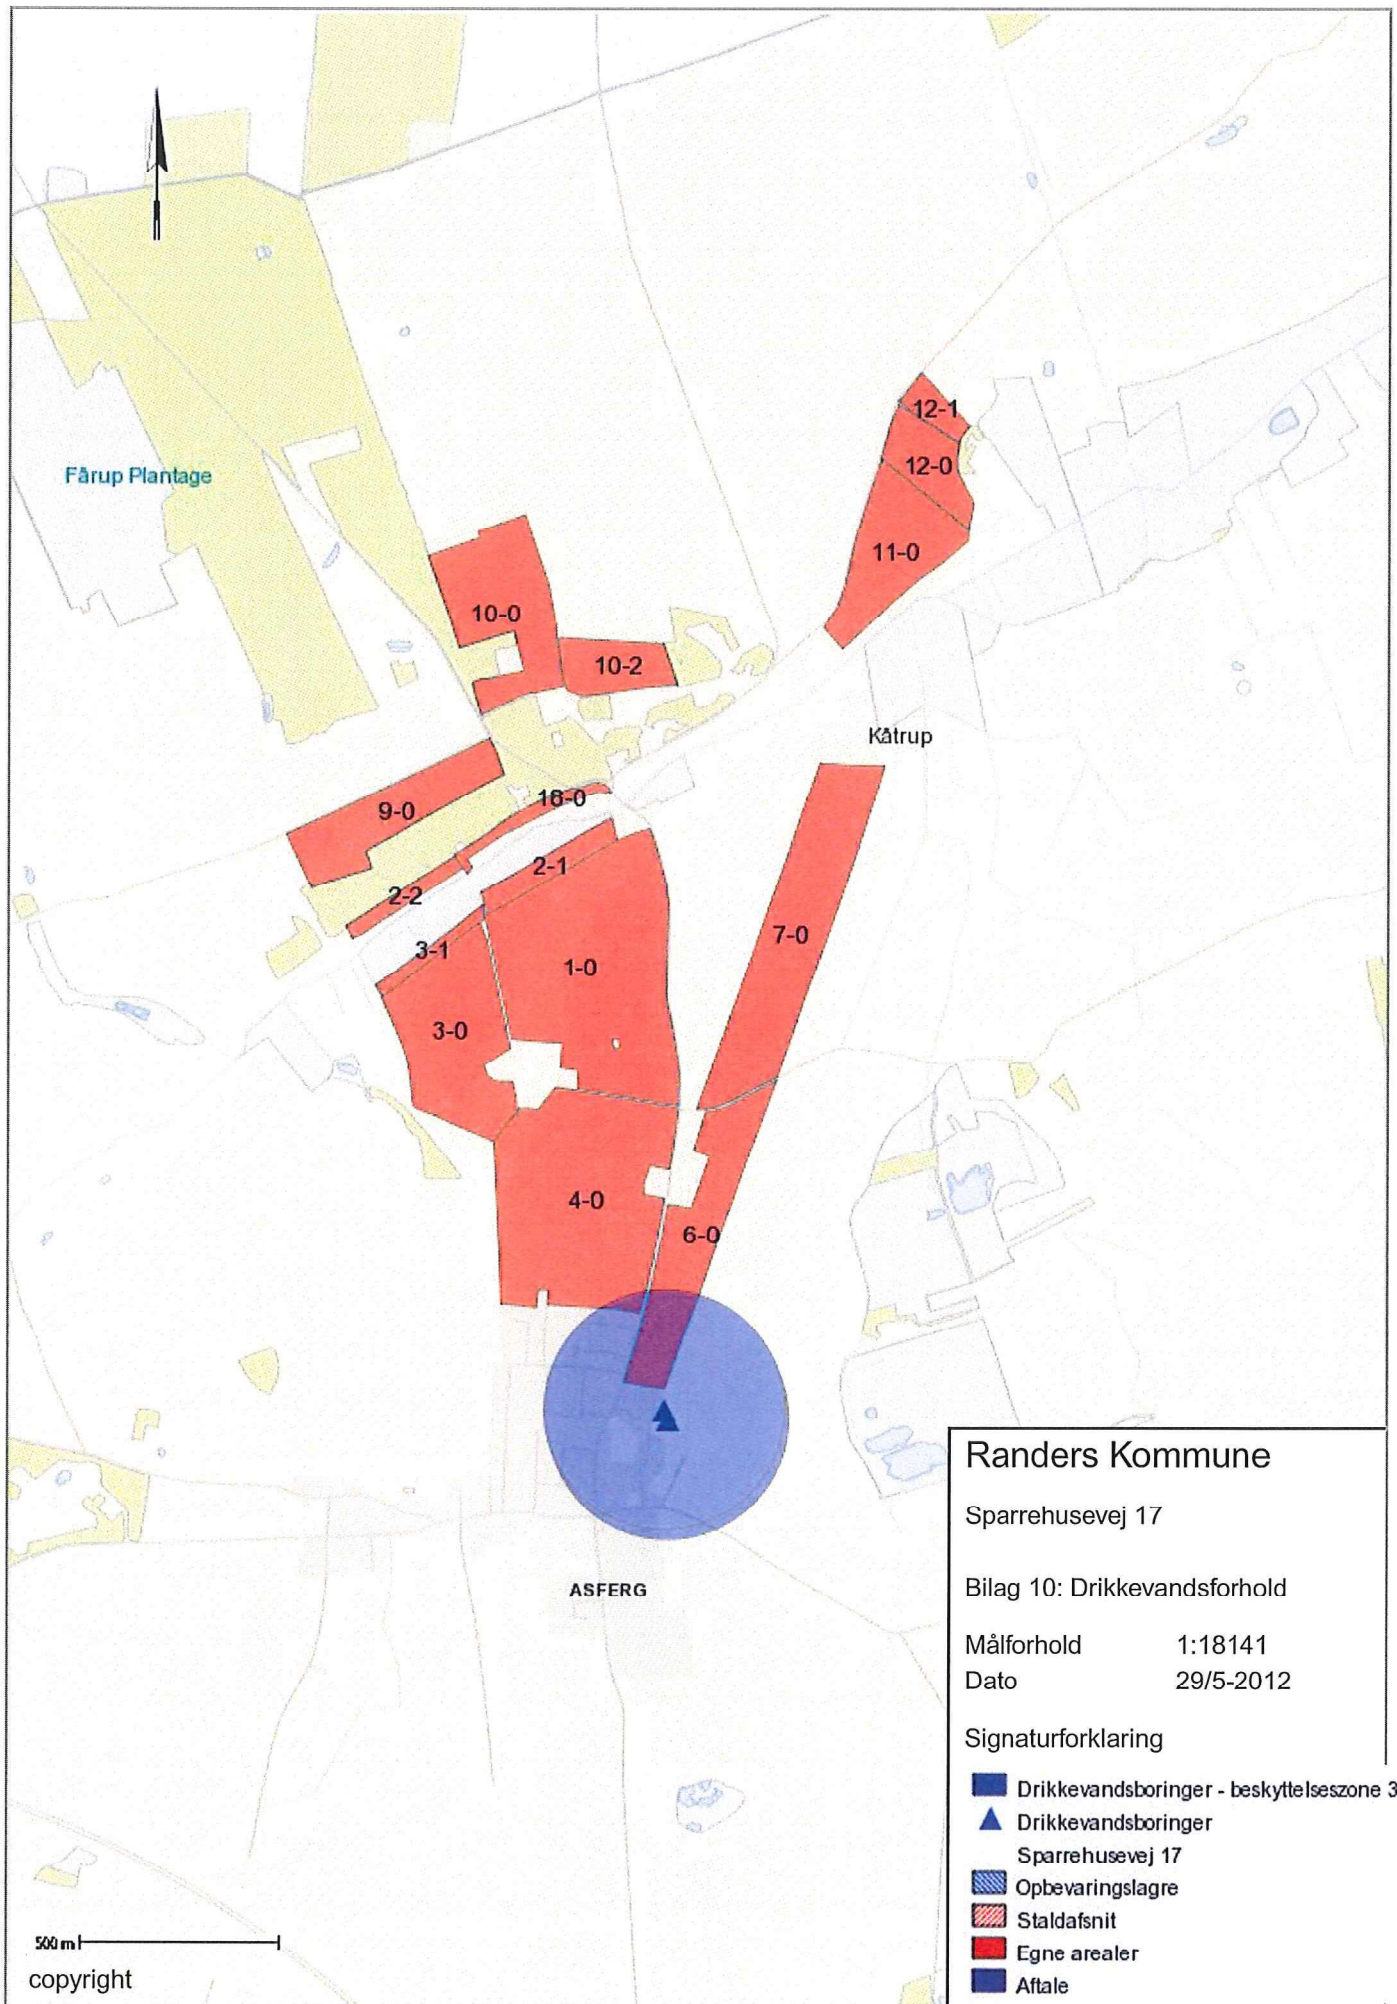 Fårup Plantage
12-1
12-0
11-0
10-0
10-2
Kåtrup
9-0
16-0
2-1
2-2
3-1
7-0
1-0
3-0
4-0
6-0
ASFERG
Randers Kommune
Sparrehusevej 17
Bilag 10: Drikkevandsforhold
Målforhold 1:18141
Dato 29/5-2012
Signaturforklaring
Drikkevandsboringer - beskyttelseszone 3
Drikkevandsboringer
Sparrehusevej 17
Opbevaringslagre
Staldafsnit
Egne arealer
Aftale
500 m
copyright